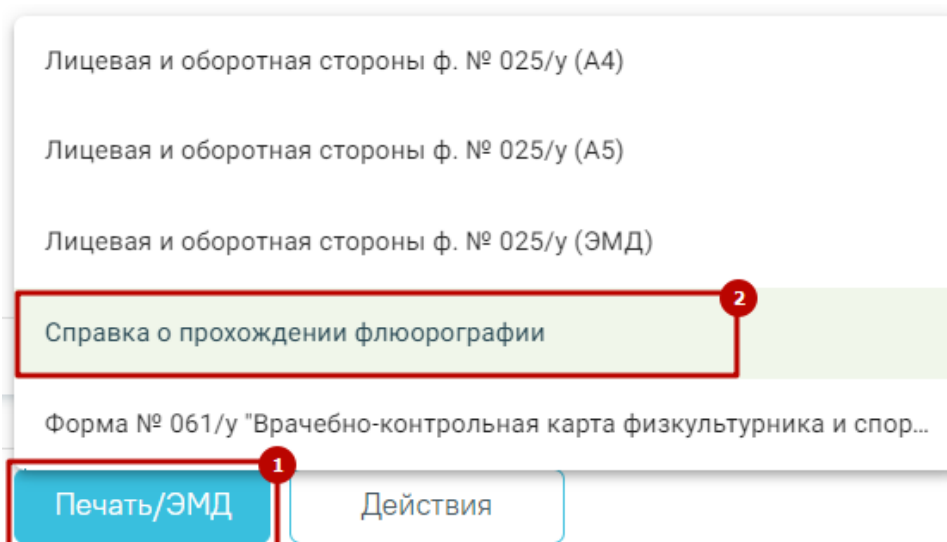 Лицевая и оборотная стороны ф. № 025/у (А4)
Лицевая и оборотная стороны ф. № 025/у (А5)
Лицевая и оборотная стороны ф. № 025/у (ЭМД)
2
Справка о прохождении флюорографии
Форма № 061/у "Врачебно-контрольная карта физкультурника и спор...
1
Печать/ЭМД
Действия